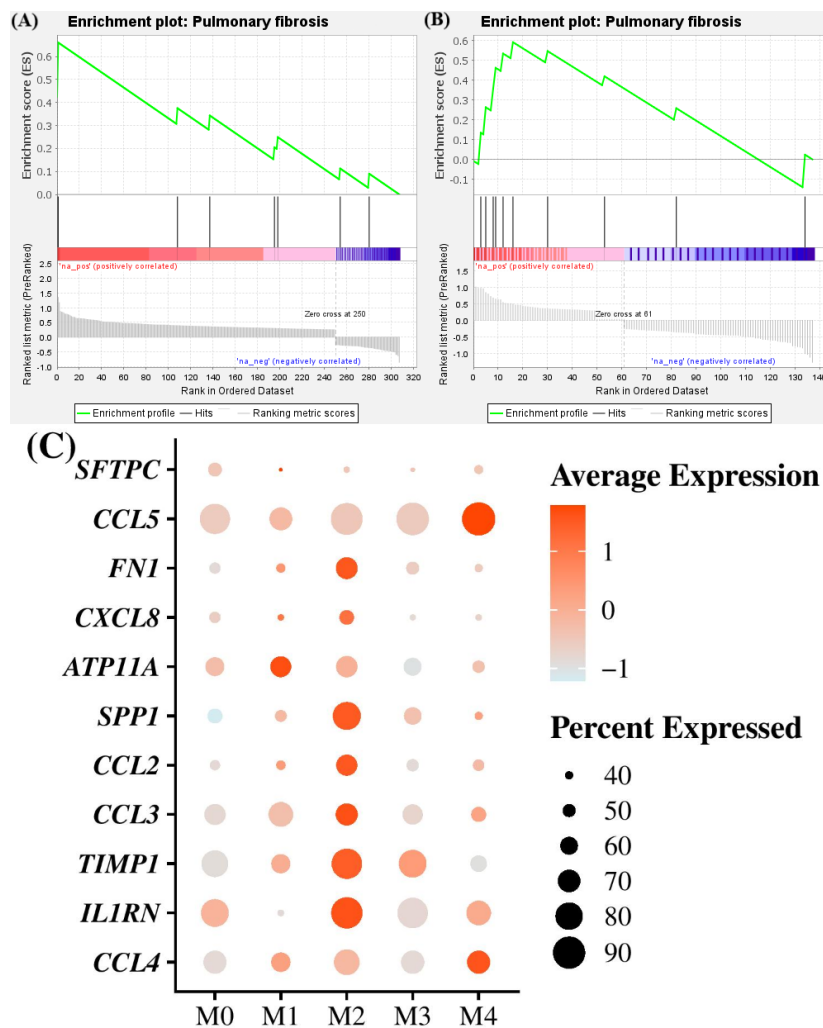 (A)
Enrichment plot: Pulmonary fibrosis
Enrichment score (ES)
0.6
0.5
0.4
0.3
0.2
0.1
0.0
'na_pos' (positively correlated)
Ranked list metric (PreRanked)
2.5
2.0
1.5
1.0
0.5
0.0
-0.5
-1.0
Zero cross at 250
'na_neg' (negatively correlated)
0 20 40 60 80 100 120 140 160 180 200 220 240 260 280 300 320
Rank in Ordered Dataset
Enrichment profile Hits Ranking metric scores
(B)
Enrichment plot: Pulmonary fibrosis
Enrichment score (ES)
0.6
0.5
0.4
0.3
0.2
0.1
0.0
-0.1
'na_pos' (positively correlated)
Ranked list metric (PreRanked)
1.5
1.0
0.5
0.0
-0.5
-1.0
Zero cross at 61
'na_neg' (negatively correlated)
0 10 20 30 40 50 60 70 80 90 100 110 120 130 140
Rank in Ordered Dataset
Enrichment profile Hits Ranking metric scores
(C)
SFTPC
CCL5
FN1
CXCL8
ATP11A
SPP1
CCL2
CCL3
TIMP1
IL1RN
CCL4
M0 M1 M2 M3 M4
Average Expression
1
0
−1
Percent Expressed
40
50
60
70
80
90